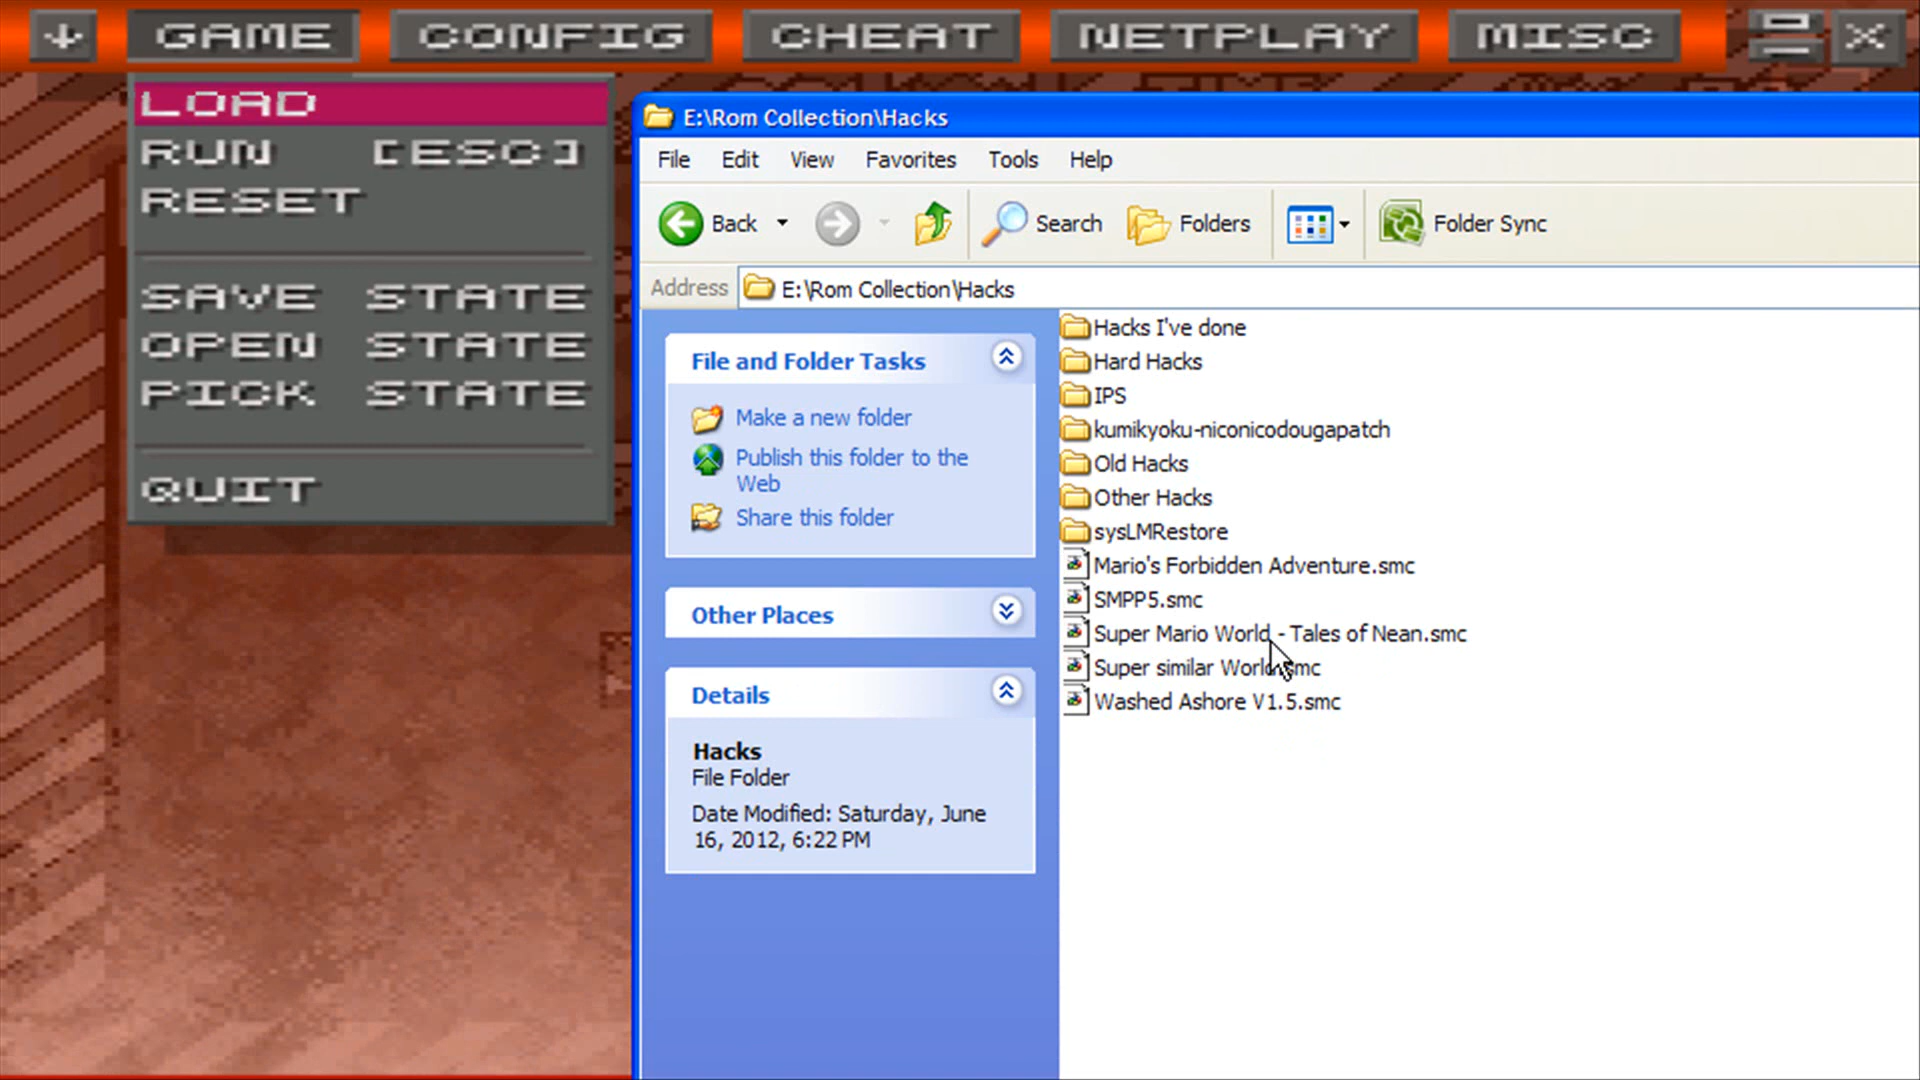 GAME CONFIG CHEAT NETPLAY MISC
LOAD
RUN [ESC]
RESET
SAVE STATE
OPEN STATE
PICK STATE
QUIT
E:\Rom Collection\Hacks
File Edit View Favorites Tools Help
Back Search Folders Folder Sync
Address E:\Rom Collection\Hacks
File and Folder Tasks
Make a new folder
Publish this folder to the
Web
Share this folder
Other Places
Details
Hacks
File Folder
Date Modified: Saturday, June
16, 2012, 6:22 PM
Hacks I've done
Hard Hacks
IPS
kumikyoku-niconicodougapatch
Old Hacks
Other Hacks
sysLMRestore
Mario's Forbidden Adventure.smc
SMPP5.smc
Super Mario World - Tales of Nean.smc
Super similar World.smc
Washed Ashore V1.5.smc